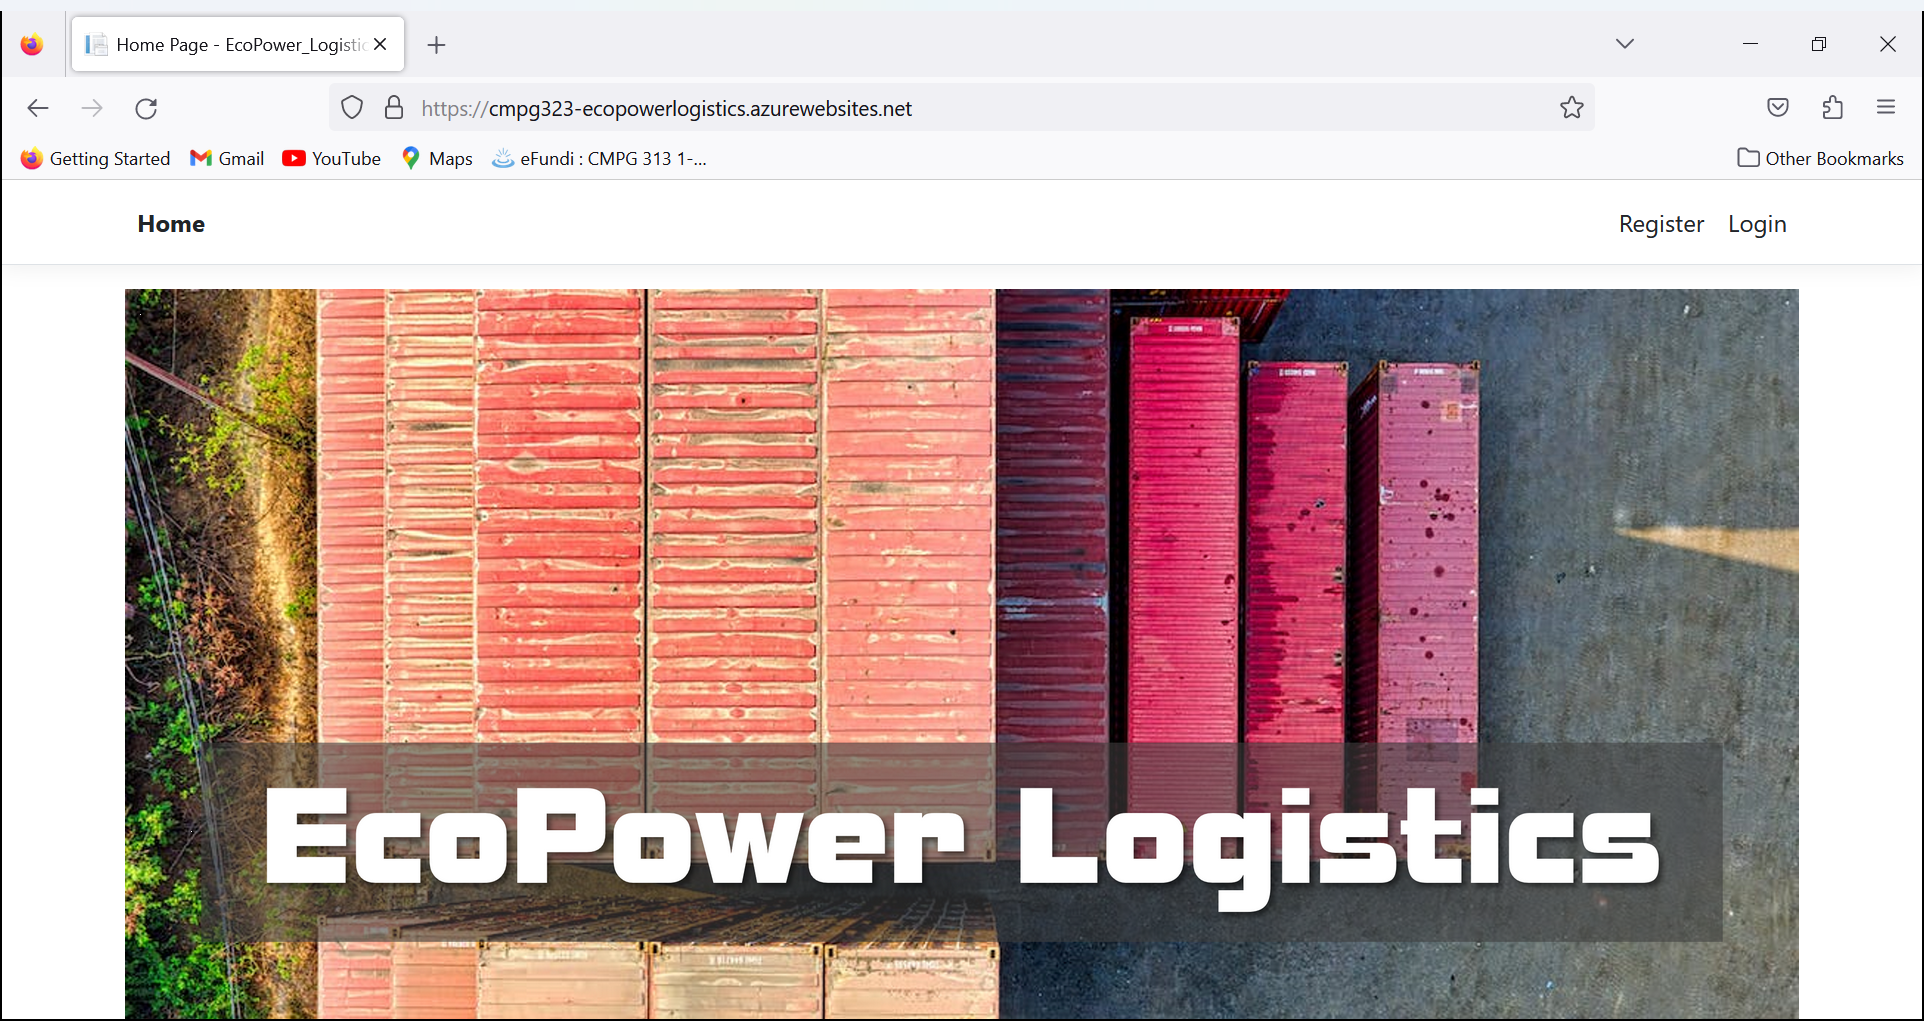 Home Page - EcoPower_Logistic
https://cmpg323-ecopowerlogistics.azurewebsites.net
Getting Started Gmail YouTube Maps eFundi : CMPG 313 1-... Other Bookmarks
Home Register Login
EcoPower Logistics